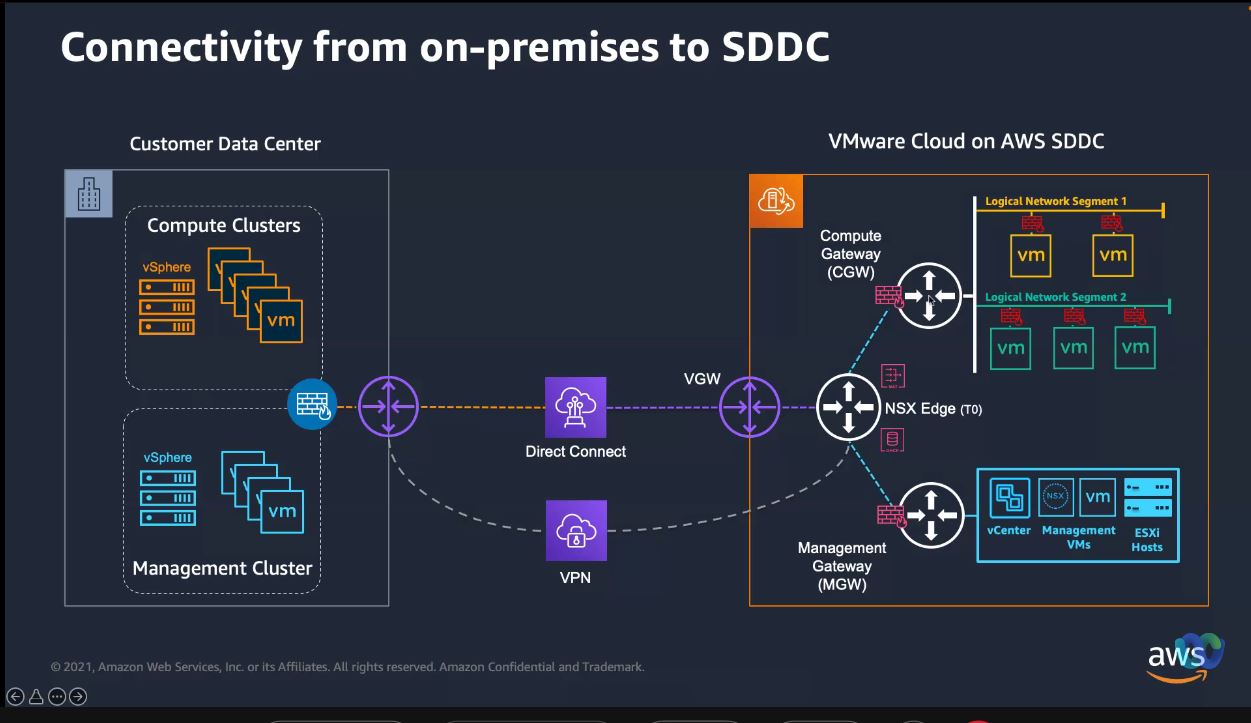 Connectivity from on-premises to SDDC
Customer Data Center
VMware Cloud on AWS SDDC
Compute Clusters
vSphere
vm
Management Cluster
vSphere
vm
Direct Connect
VPN
VGW
NSX Edge (T0)
Compute
Gateway
(CGW)
Logical Network Segment 1
vm
vm
Logical Network Segment 2
vm
vm
vm
Management
Gateway
(MGW)
NSX
vm
vCenter
Management
VMs
ESXi
Hosts
© 2021, Amazon Web Services, Inc. or its Affiliates. All rights reserved. Amazon Confidential and Trademark.
aws